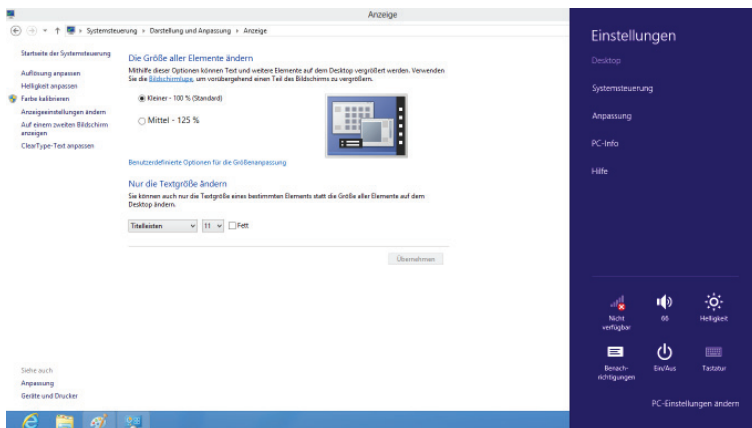 Anzeige
Systemsteuerung › Darstellung und Anpassung › Anzeige
Startseite der Systemsteuerung
Auflösung anpassen
Helligkeit anpassen
Farbe kalibrieren
Anzeigeeinstellungen ändern
Auf einem zweiten Bildschirm
anzeigen
ClearType-Text anpassen
Siehe auch
Anpassung
Geräte und Drucker
Die Größe aller Elemente ändern
Mithilfe dieser Optionen können Text und weitere Elemente auf dem Desktop vergrößert werden. Verwenden
Sie die Bildschirmlupe, um vorübergehend einen Teil des Bildschirms zu vergrößern.
Kleiner - 100 % (Standard)
Mittel - 125 %
Benutzerdefinierte Optionen für die Größenanpassung
Nur die Textgröße ändern
Sie können auch nur die Textgröße eines bestimmten Elements statt die Größe aller Elemente auf dem
Desktop ändern.
Titelleisten 11 Fett
Übernehmen
Einstellungen
Desktop
Systemsteuerung
Anpassung
PC-Info
Hilfe
Nicht
verfügbar
66
Helligkeit
Benach-
richtigungen
Ein/Aus
Tastatur
PC-Einstellungen ändern